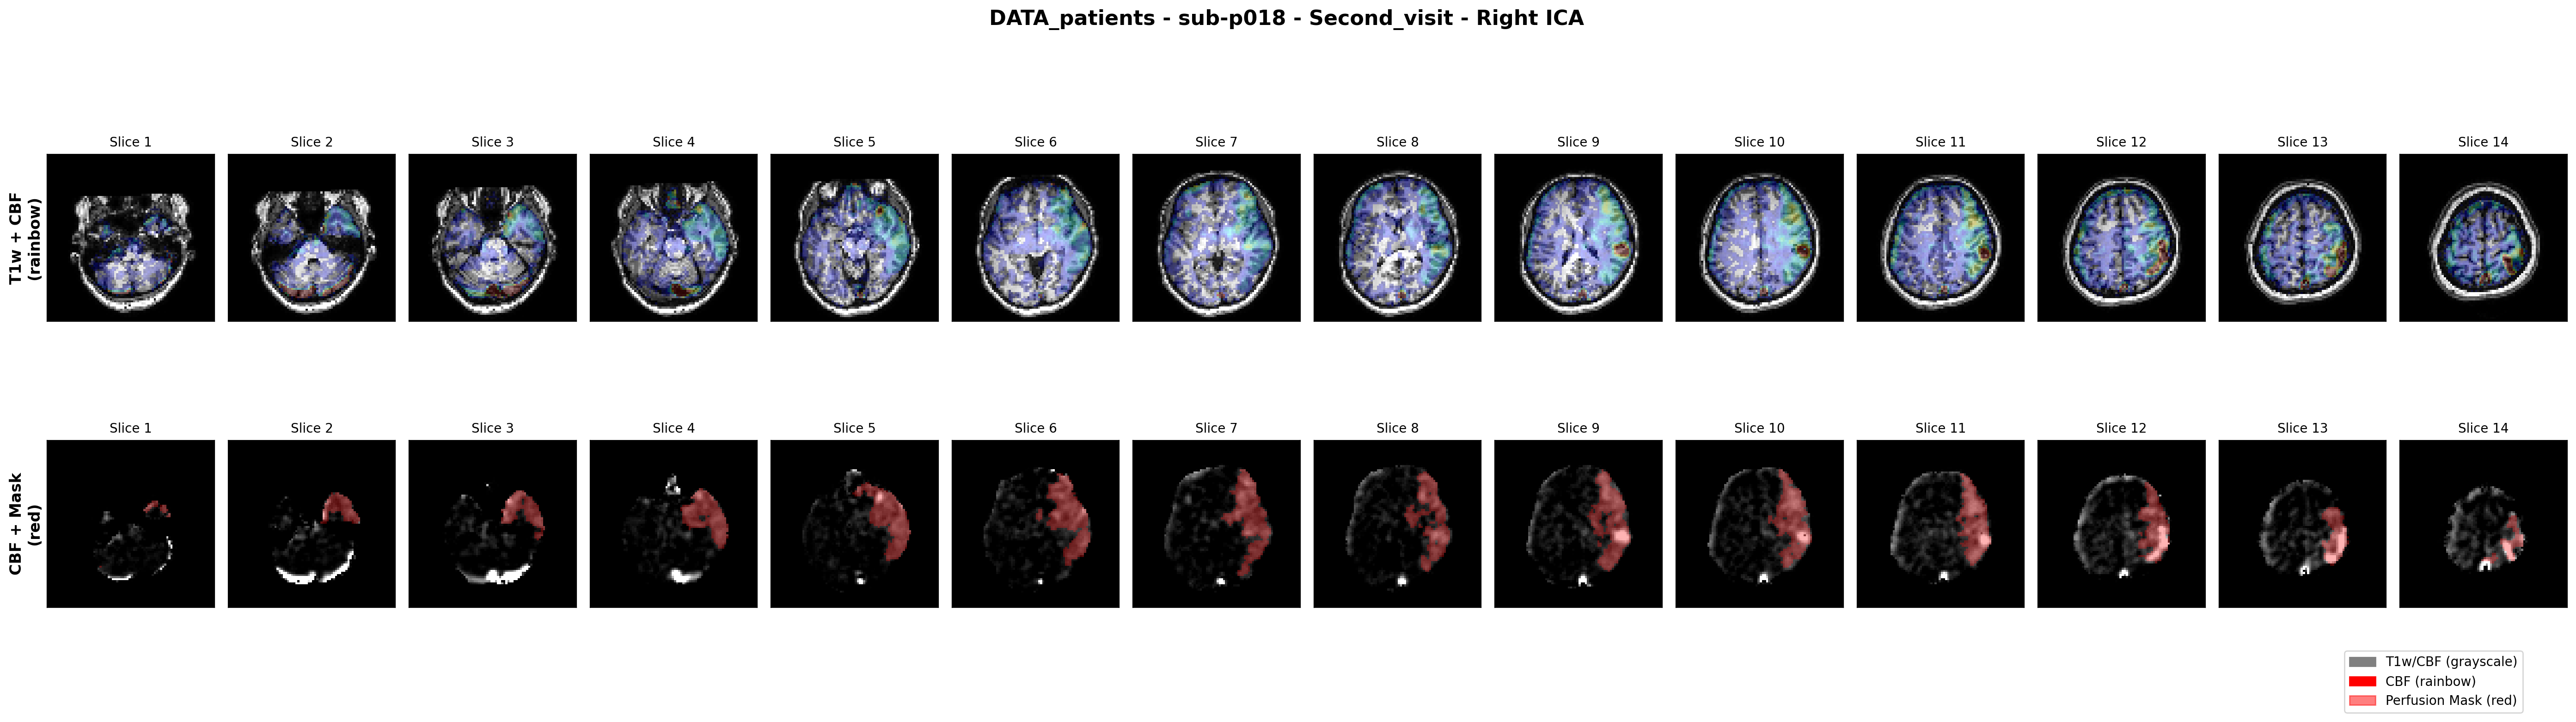 DATA_patients - sub-p018 - Second_visit - Right ICA
T1w + CBF
(rainbow)
Slice 1 Slice 2 Slice 3 Slice 4 Slice 5 Slice 6 Slice 7 Slice 8 Slice 9 Slice 10 Slice 11 Slice 12 Slice 13 Slice 14
CBF + Mask
(red)
Slice 1 Slice 2 Slice 3 Slice 4 Slice 5 Slice 6 Slice 7 Slice 8 Slice 9 Slice 10 Slice 11 Slice 12 Slice 13 Slice 14
T1w/CBF (grayscale)
CBF (rainbow)
Perfusion Mask (red)